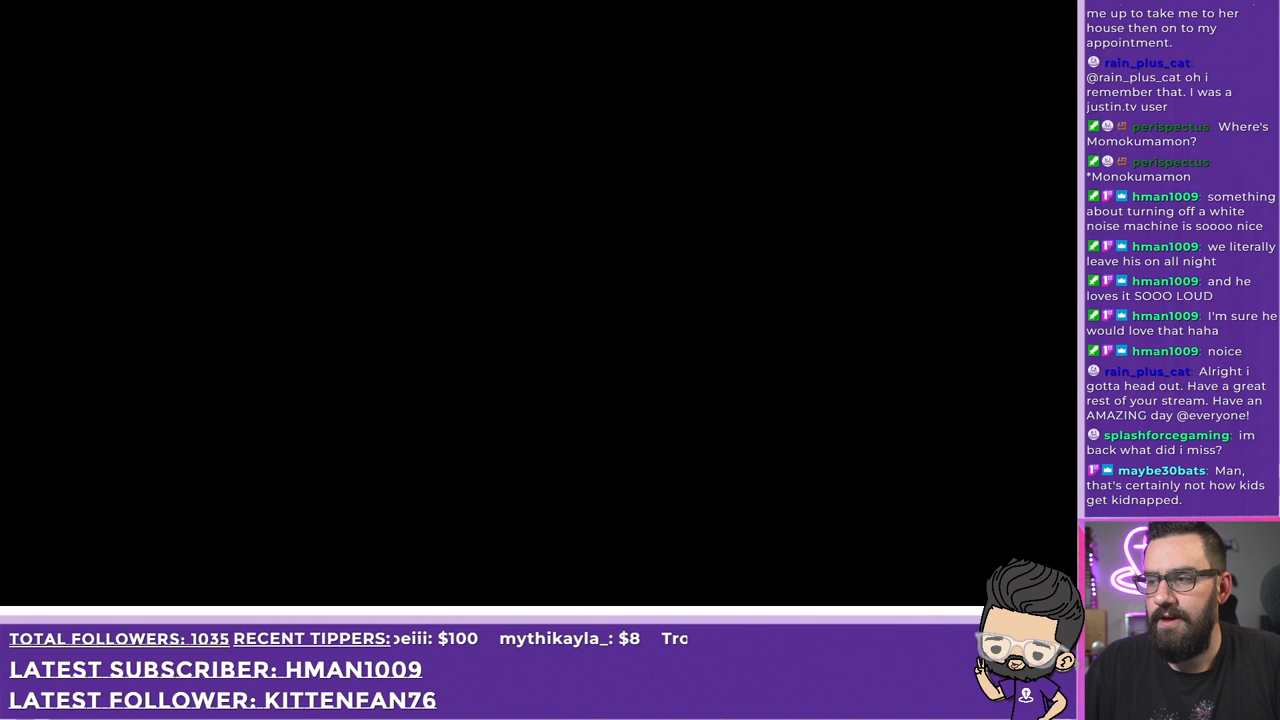 me up to take me to her
house then on to my
appointment.
rain_plus_cat:
@rain_plus_cat oh i
remember that. I was a
justin.tv user
perispectus: Where's
Momokumamon?
perispectus:
*Monokumamon
hman1009: something
about turning off a white
noise machine is soooo nice
hman1009: we literally
leave his on all night
hman1009: and he
loves it SOOO LOUD
hman1009: I'm sure he
would love that haha
hman1009: noice
rain_plus_cat: Alright i
gotta head out. Have a great
rest of your stream. Have an
AMAZING day @everyone!
splashforcegaming: im
back what did i miss?
maybe30bats: Man,
that's certainly not how kids
get kidnapped.
TOTAL FOLLOWERS: 1035 RECENT TIPPERS: eiii: $100 mythikayla_: $8 Tro
LATEST SUBSCRIBER: HMAN1009
LATEST FOLLOWER: KITTENFAN76